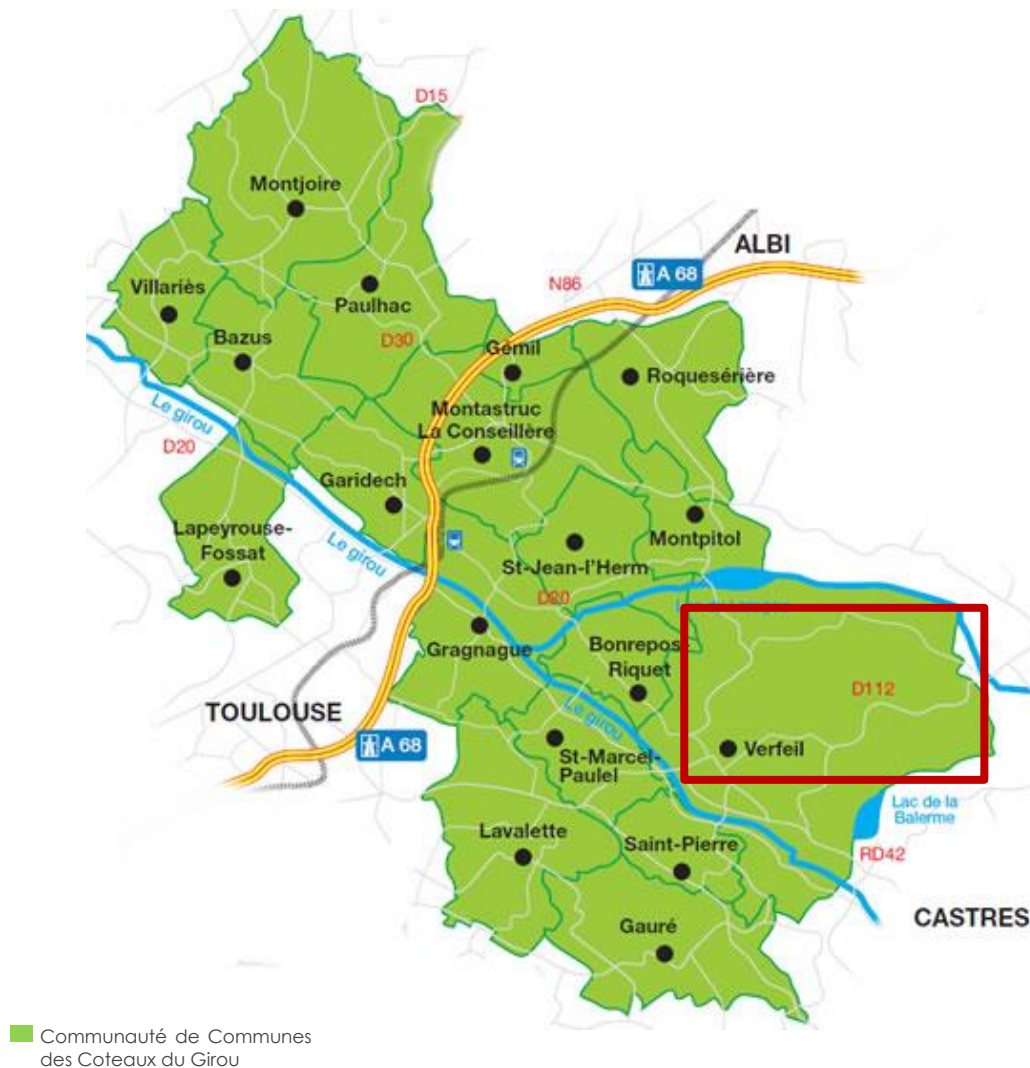 D15
Montjoire
ALBI
A 68
N86
Villariès
Paulhac
Bazus
D30
Gémil
Roquesérière
Le girou
Montastruc
La Conseillère
D20
Garidech
Lapeyrouse-
Fossat
Le girou
Montpitol
St-Jean-l'Herm
D20
Gragnague
Bonrepos
Riquet
D112
TOULOUSE
Le girou
A 68
St-Marcel-
Paulel
Verfeil
Lac de la
Balerme
Lavalette
Saint-Pierre
RD42
CASTRES
Gauré
Communauté de Communes
des Coteaux du Girou